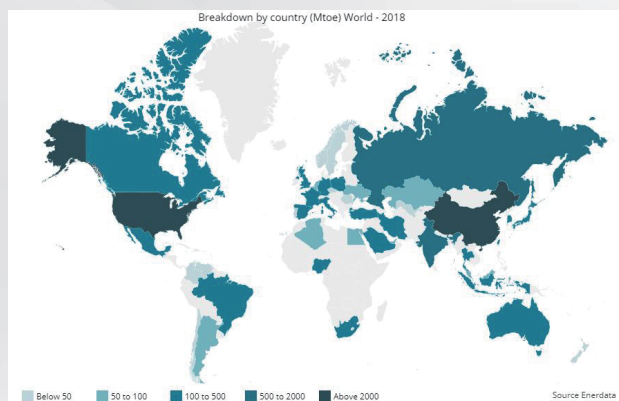 Breakdown by country (Mtoe) World - 2018
Below 50
50 to 100
100 to 500
500 to 2000
Above 2000
Source Enerdata